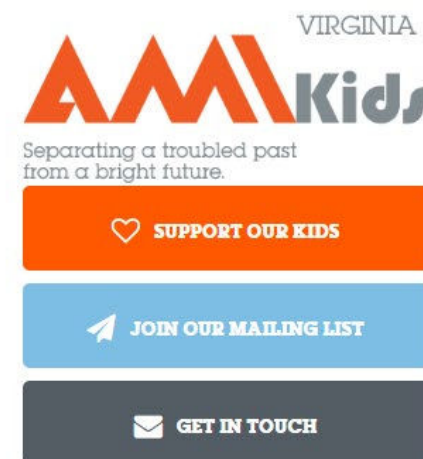 VIRGINIA
AMIKids
Separating a troubled past
from a bright future.
SUPPORT OUR KIDS
JOIN OUR MAILING LIST
GET IN TOUCH